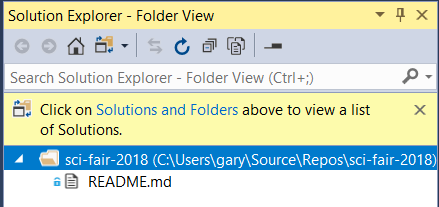 Solution Explorer - Folder View
Search Solution Explorer - Folder View (Ctrl+;)
Click on Solutions and Folders above to view a list
of Solutions.
sci-fair-2018 (C:\Users\gary\Source\Repos\sci-fair-2018)
README.md